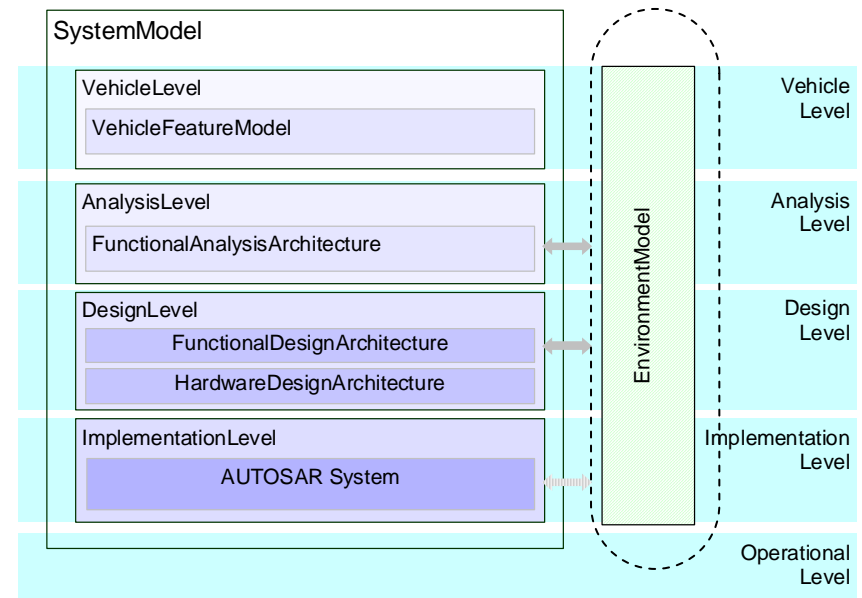 SystemModel
VehicleLevel
VehicleFeatureModel
AnalysisLevel
FunctionalAnalysisArchitecture
DesignLevel
FunctionalDesignArchitecture
HardwareDesignArchitecture
ImplementationLevel
AUTOSAR System
EnvironmentModel
Vehicle
Level
Analysis
Level
Design
Level
Implementation
Level
Operational
Level